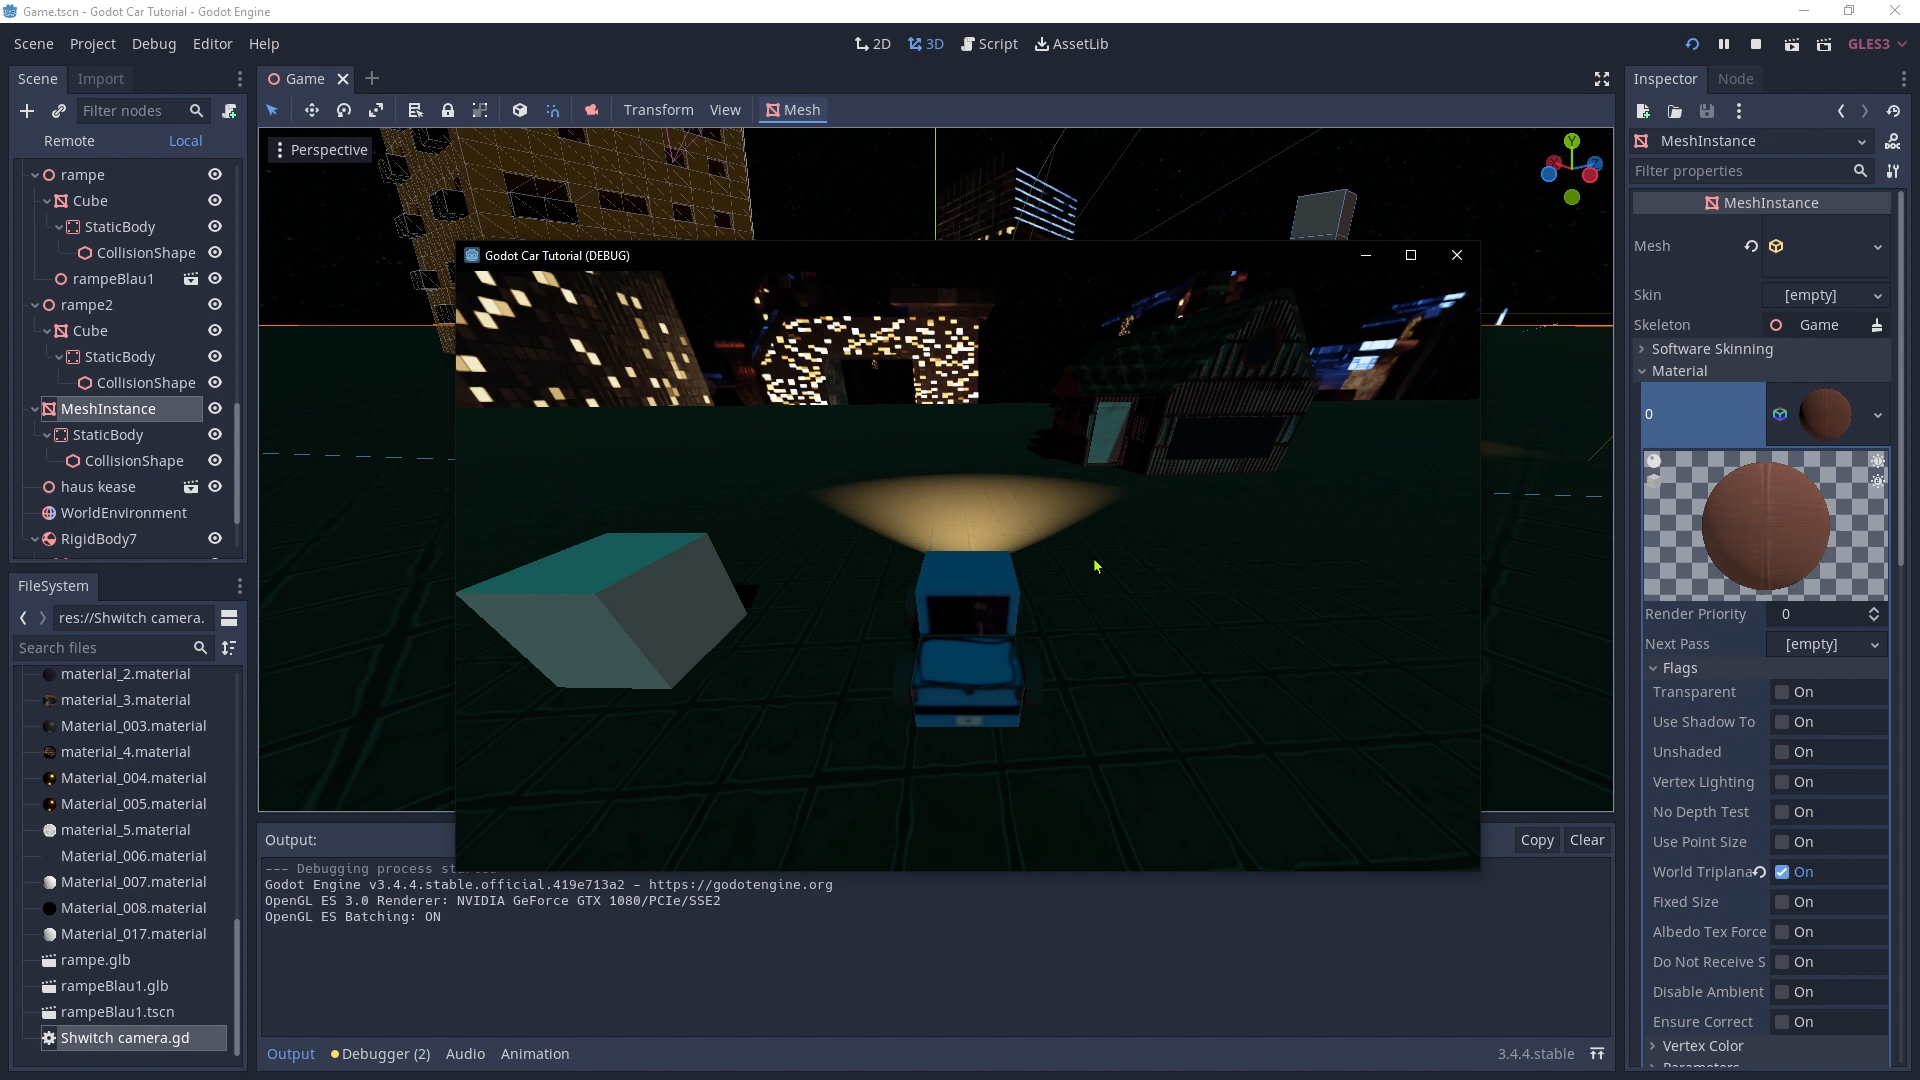 Game.tscn - Godot Car Tutorial - Godot Engine
Scene Project Debug Editor Help
2D 3D Script AssetLib
GLES3
Scene Import
Game
Inspector Node
Filter nodes
Transform View Mesh
Remote Local
Perspective
MeshInstance
Filter properties
rampe
Cube
StaticBody
CollisionShape
rampeBlau1
rampe2
Cube
StaticBody
CollisionShape
MeshInstance
StaticBody
CollisionShape
haus kease
WorldEnvironment
RigidBody7
FileSystem
res://Shwitch camera.
Search files
material_2.material
material_3.material
Material_003.material
material_4.material
Material_004.material
Material_005.material
material_5.material
Material_006.material
Material_007.material
Material_008.material
Material_017.material
rampe.glb
rampeBlau1.glb
rampeBlau1.tscn
Shwitch camera.gd
Godot Car Tutorial (DEBUG)
Output:
Copy Clear
--- Debugging process st
Godot Engine v3.4.4.stable.official.419e713a2 - https://godotengine.org
OpenGL ES 3.0 Renderer: NVIDIA GeForce GTX 1080/PCIe/SSE2
OpenGL ES Batching: ON
Output Debugger (2) Audio Animation
3.4.4.stable
MeshInstance
Mesh
Skin [empty]
Skeleton Game
Software Skinning
Material
0
Render Priority 0
Next Pass [empty]
Flags
Transparent On
Use Shadow To On
Unshaded On
Vertex Lighting On
No Depth Test On
Use Point Size On
World Triplana On
Fixed Size On
Albedo Tex Force On
Do Not Receive S On
Disable Ambient On
Ensure Correct On
Vertex Color